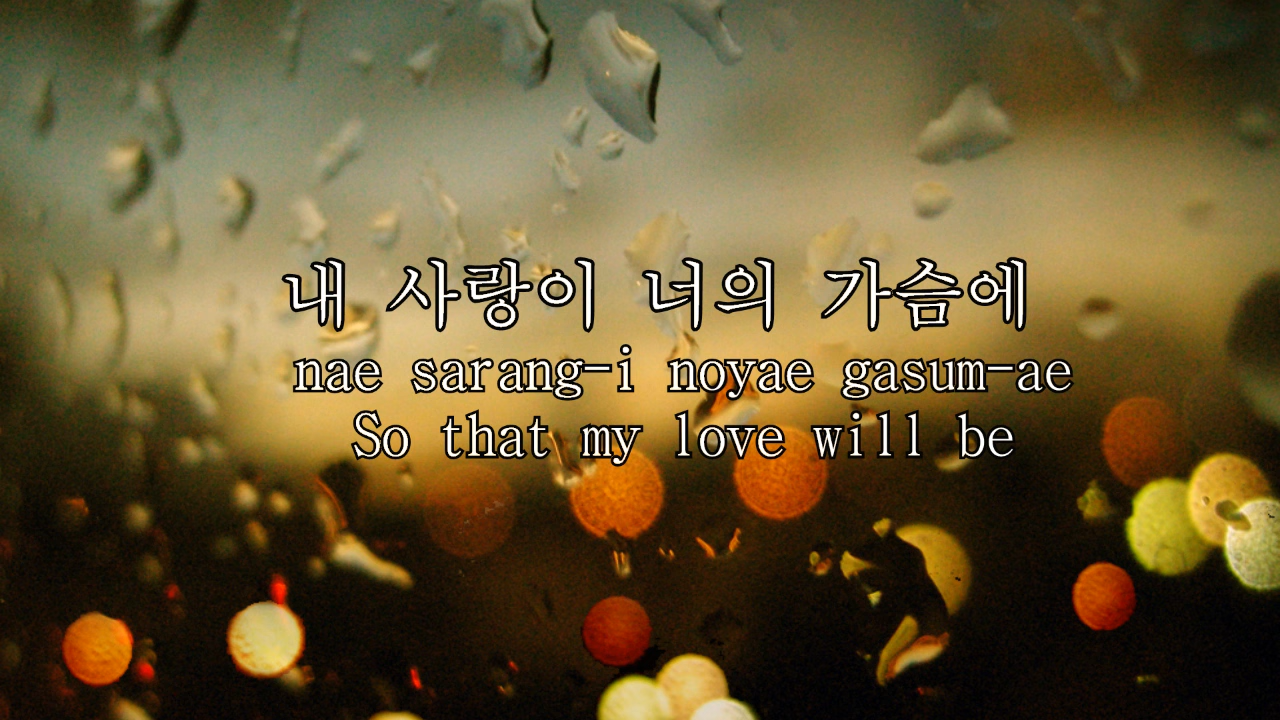 내 사랑이 너의 가슴에
nae sarang-i noyae gasum-ae
So that my love will be